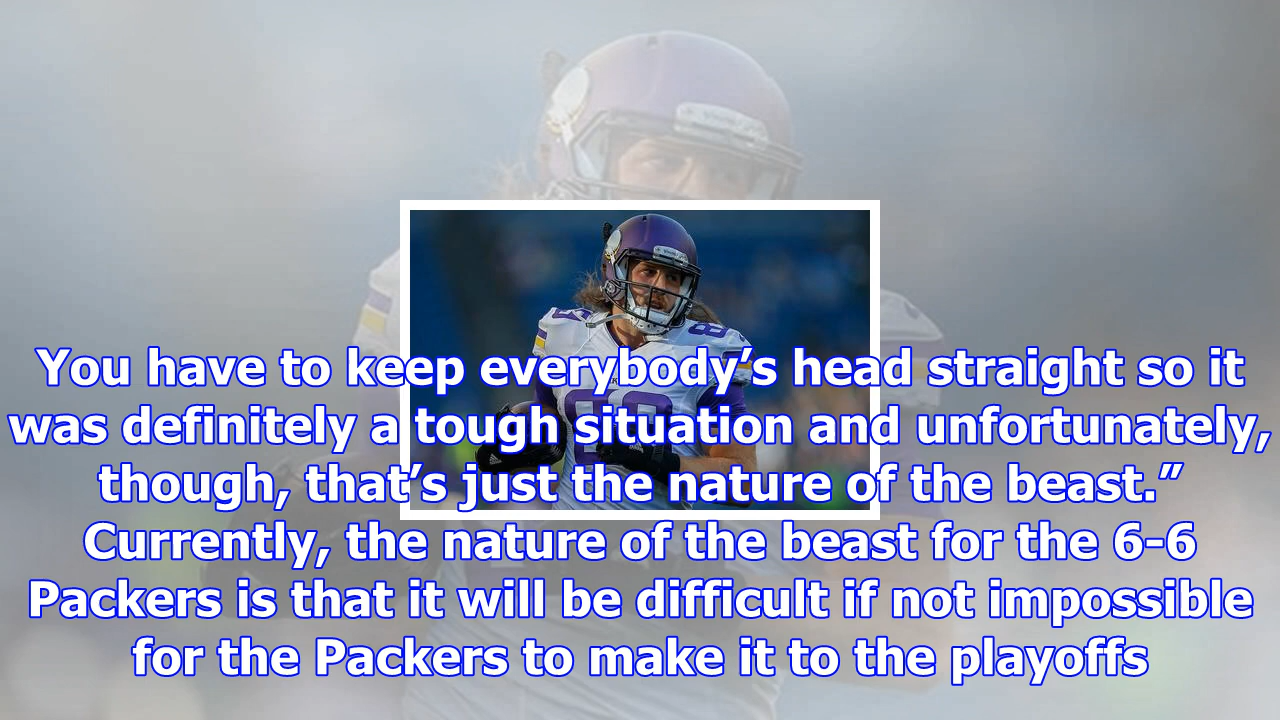 You have to keep everybody’s head straight so it
was definitely a tough situation and unfortunately,
though, that’s just the nature of the beast.”
Currently, the nature of the beast for the 6-6
Packers is that it will be difficult if not impossible
for the Packers to make it to the playoffs